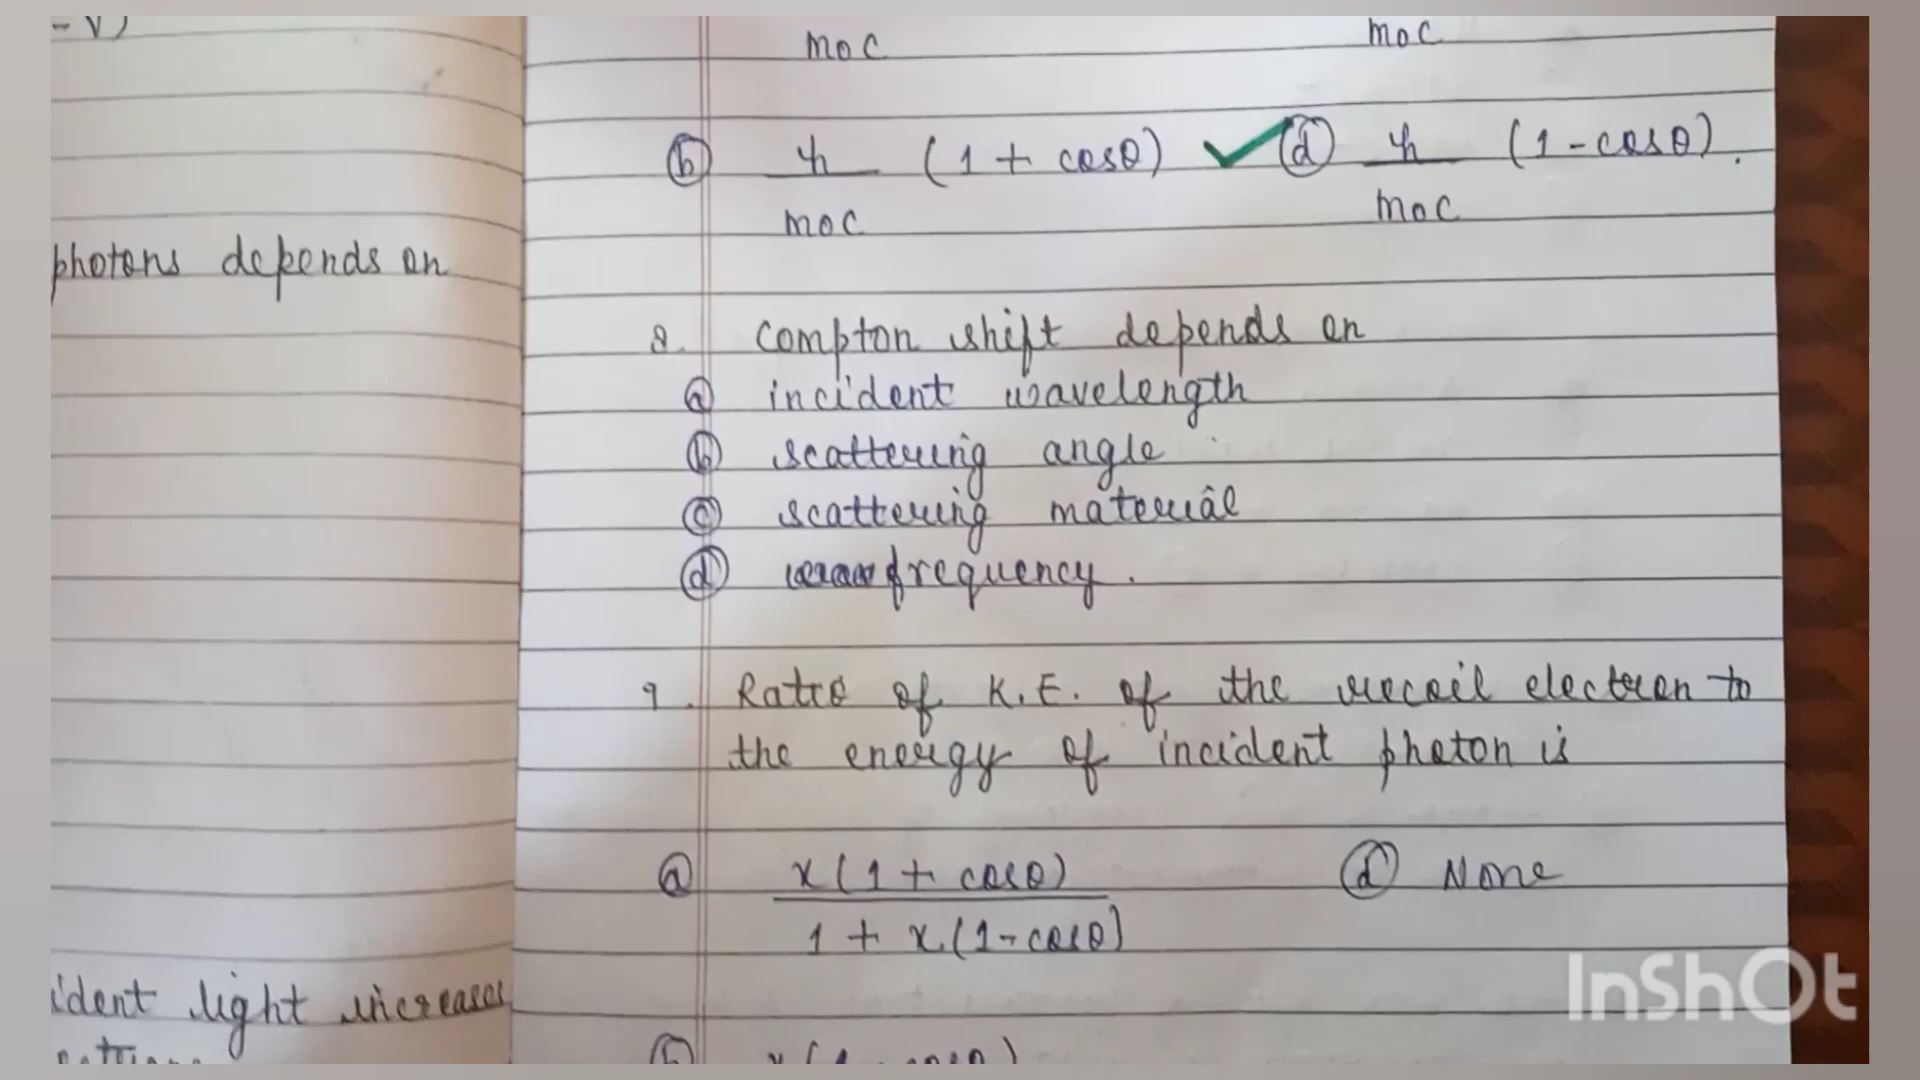 - V)
photons depends on
ident light increases
moc
moc
(b) h (1 + cosθ) ✓ (d) h (1 - cosθ).
moc
moc
8. Compton shift depends on
(a) incident wavelength
(b) scattering angle
(c) scattering material
(d) frequency.
9. Ratio of K.E. of the recoil electron to
the energy of incident photon is
(a) x(1 + cosθ)
(d) None
1 + x(1-cosθ)
(b)
InShOt